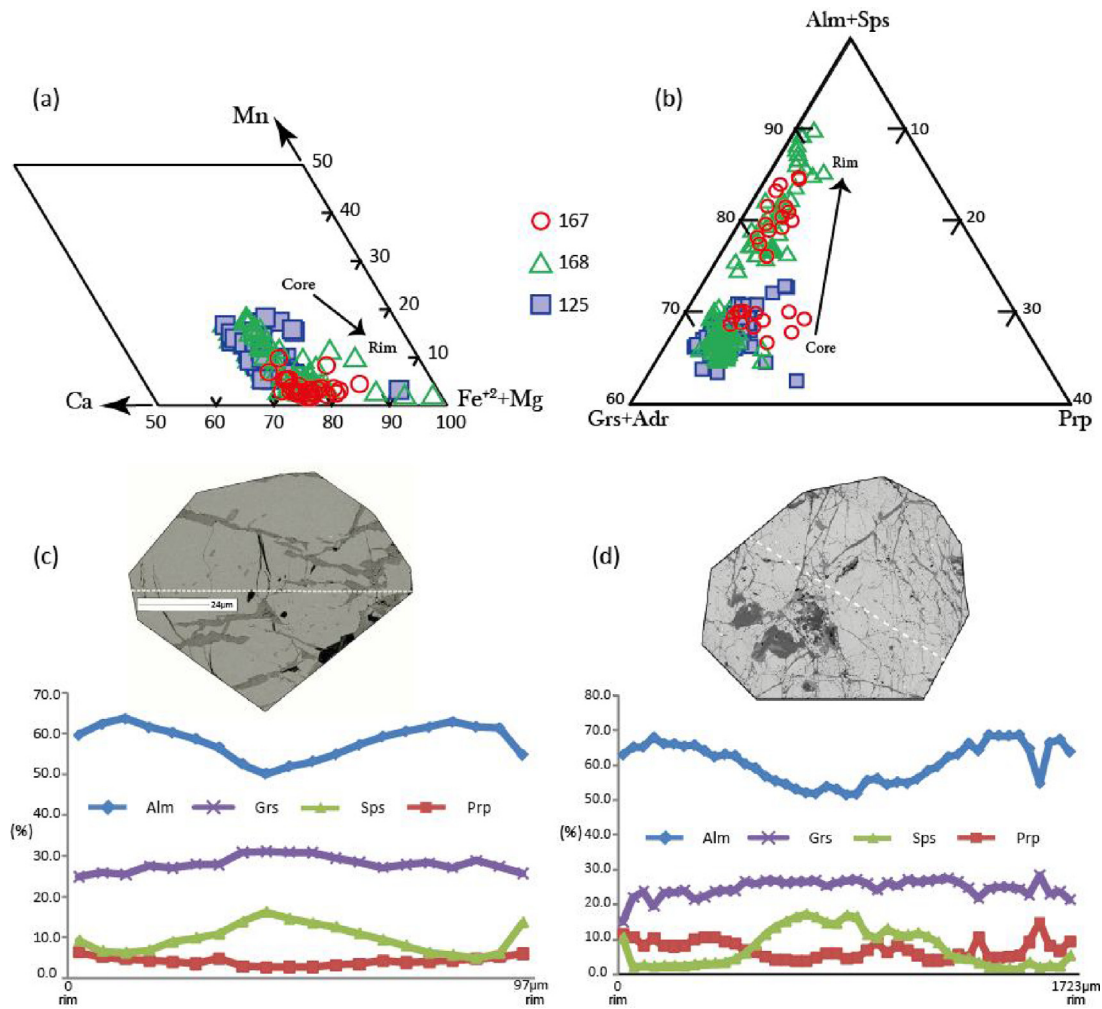 (a)
Mn
50
40
30
20
10
Core
Rim
Ca
Fe⁺²+Mg
50
60
70
80
90
100
167
168
125
(b)
Alm+Sps
90
10
Rim
80
20
70
30
Core
60
40
Grs+Adr
Prp
(c)
24µm
70.0
60.0
50.0
40.0
30.0
20.0
10.0
0.0
(%)
Alm
Grs
Sps
Prp
0
rim
97µm
rim
(d)
80.0
70.0
60.0
50.0
40.0
30.0
20.0
10.0
0.0
(%)
Alm
Grs
Sps
Prp
0
rim
1723µm
rim